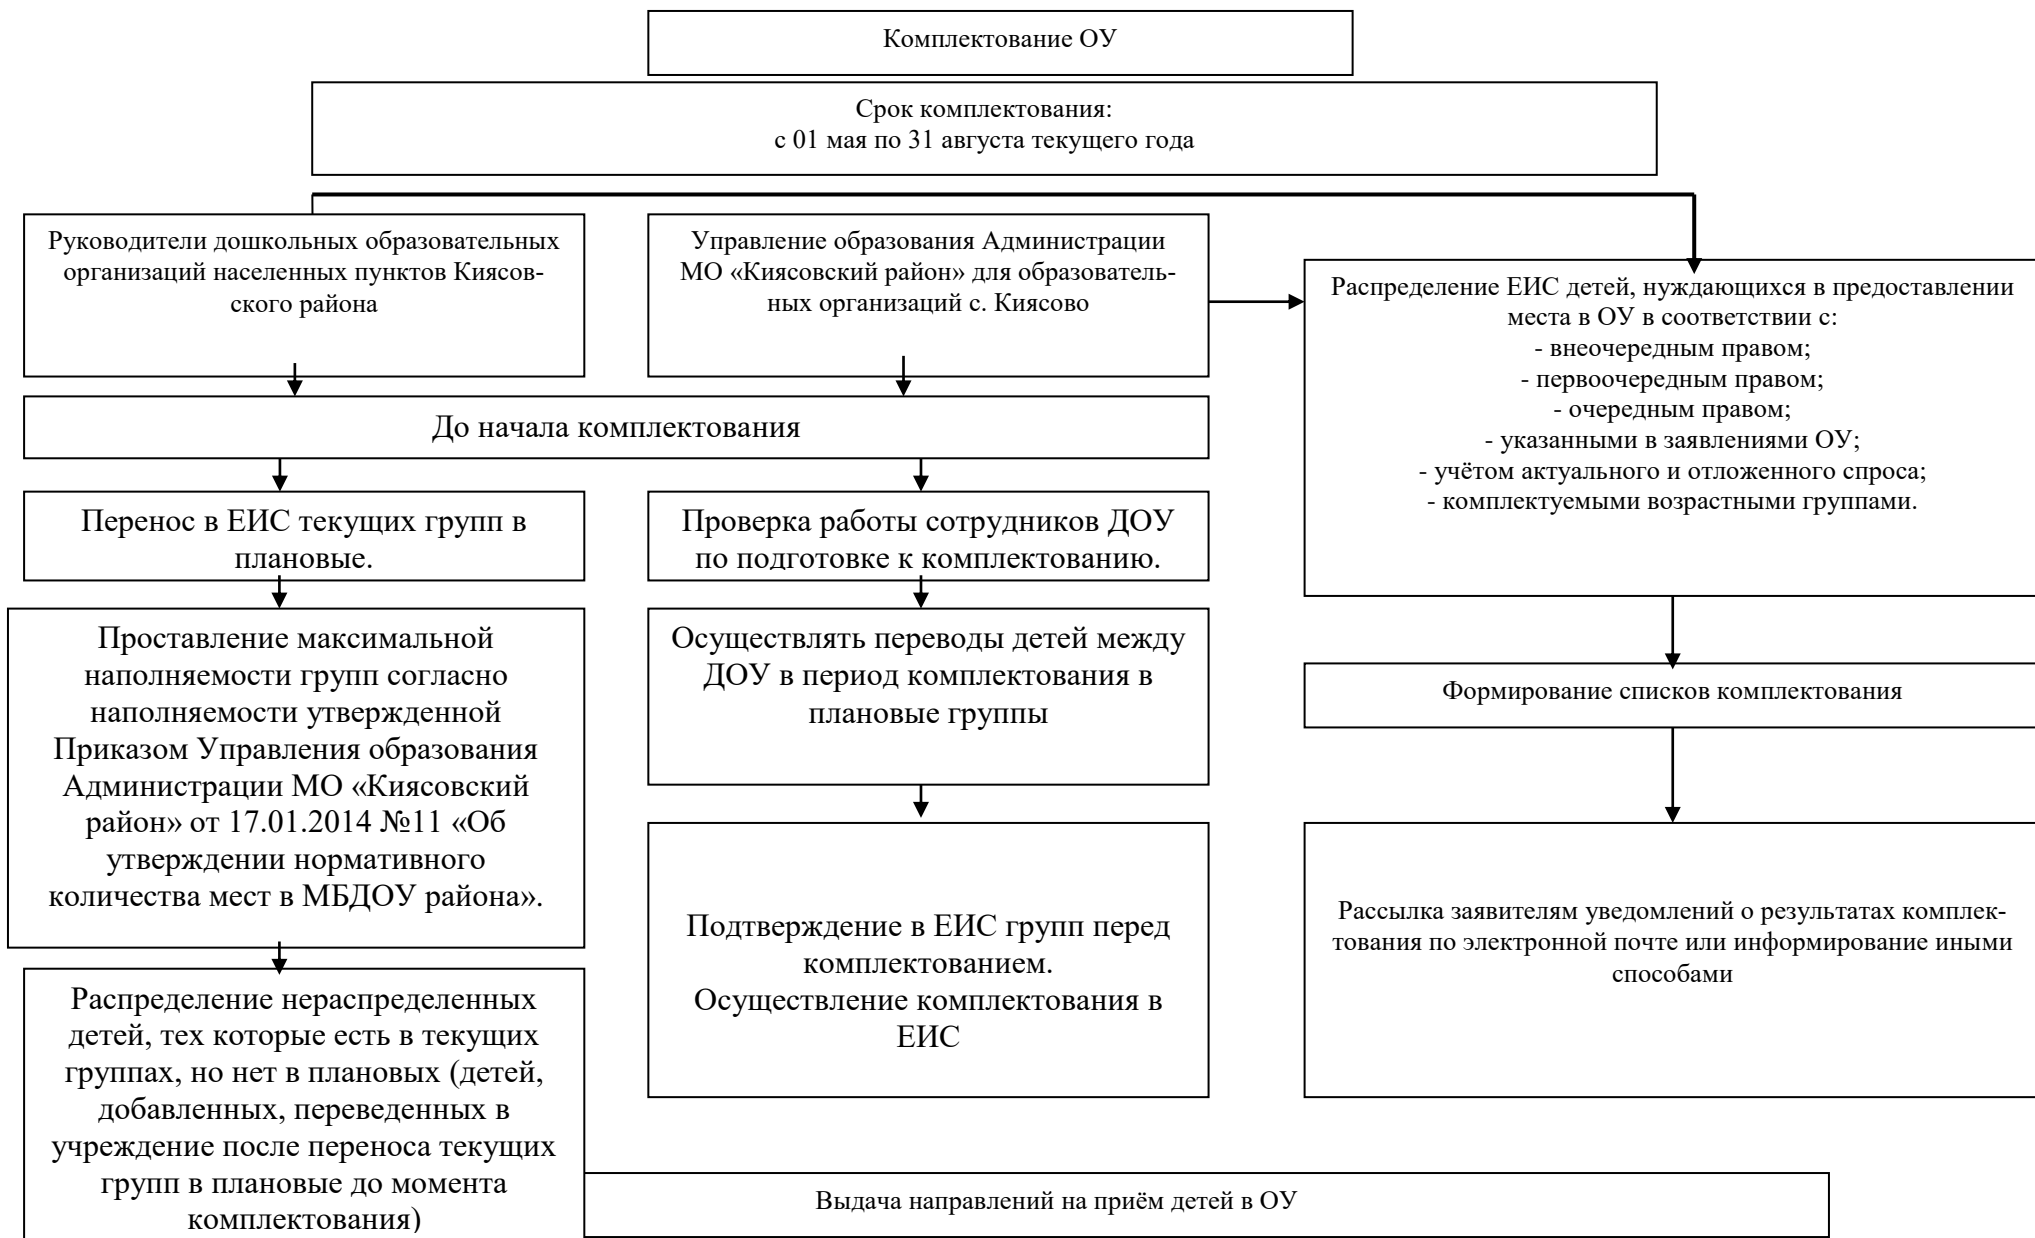 Комплектование ОУ
Срок комплектования:
с 01 мая по 31 августа текущего года
Руководители дошкольных образовательных
организаций населенных пунктов Киясов-
ского района
Управление образования Администрации
МО «Киясовский район» для образователь-
ных организаций с. Киясово
Распределение ЕИС детей, нуждающихся в предоставлении
места в ОУ в соответствии с:
- внеочередным правом;
- первоочередным правом;
- очередным правом;
- указанными в заявлениями ОУ;
- учётом актуального и отложенного спроса;
- комплектуемыми возрастными группами.
До начала комплектования
Перенос в ЕИС текущих групп в
плановые.
Проверка работы сотрудников ДОУ
по подготовке к комплектованию.
Проставление максимальной
наполняемости групп согласно
наполняемости утвержденной
Приказом Управления образования
Администрации МО «Киясовский
район» от 17.01.2014 №11 «Об
утверждении нормативного
количества мест в МБДОУ района».
Осуществлять переводы детей между
ДОУ в период комплектования в
плановые группы
Формирование списков комплектования
Подтверждение в ЕИС групп перед
комплектованием.
Осуществление комплектования в
ЕИС
Рассылка заявителям уведомлений о результатах комплек-
тования по электронной почте или информирование иными
способами
Распределение нераспределенных
детей, тех которые есть в текущих
группах, но нет в плановых (детей,
добавленных, переведенных в
учреждение после переноса текущих
групп в плановые до момента
комплектования)
Выдача направлений на приём детей в ОУ